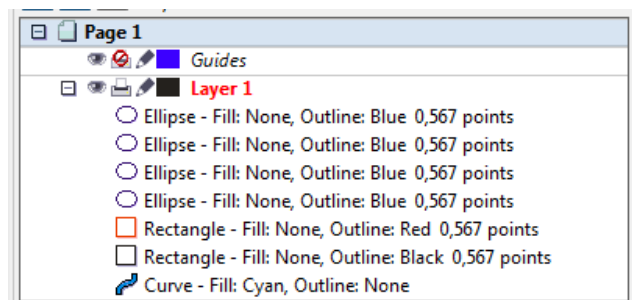 Page 1
Guides
Layer 1
Ellipse - Fill: None, Outline: Blue 0,567 points
Ellipse - Fill: None, Outline: Blue 0,567 points
Ellipse - Fill: None, Outline: Blue 0,567 points
Ellipse - Fill: None, Outline: Blue 0,567 points
Rectangle - Fill: None, Outline: Red 0,567 points
Rectangle - Fill: None, Outline: Black 0,567 points
Curve - Fill: Cyan, Outline: None